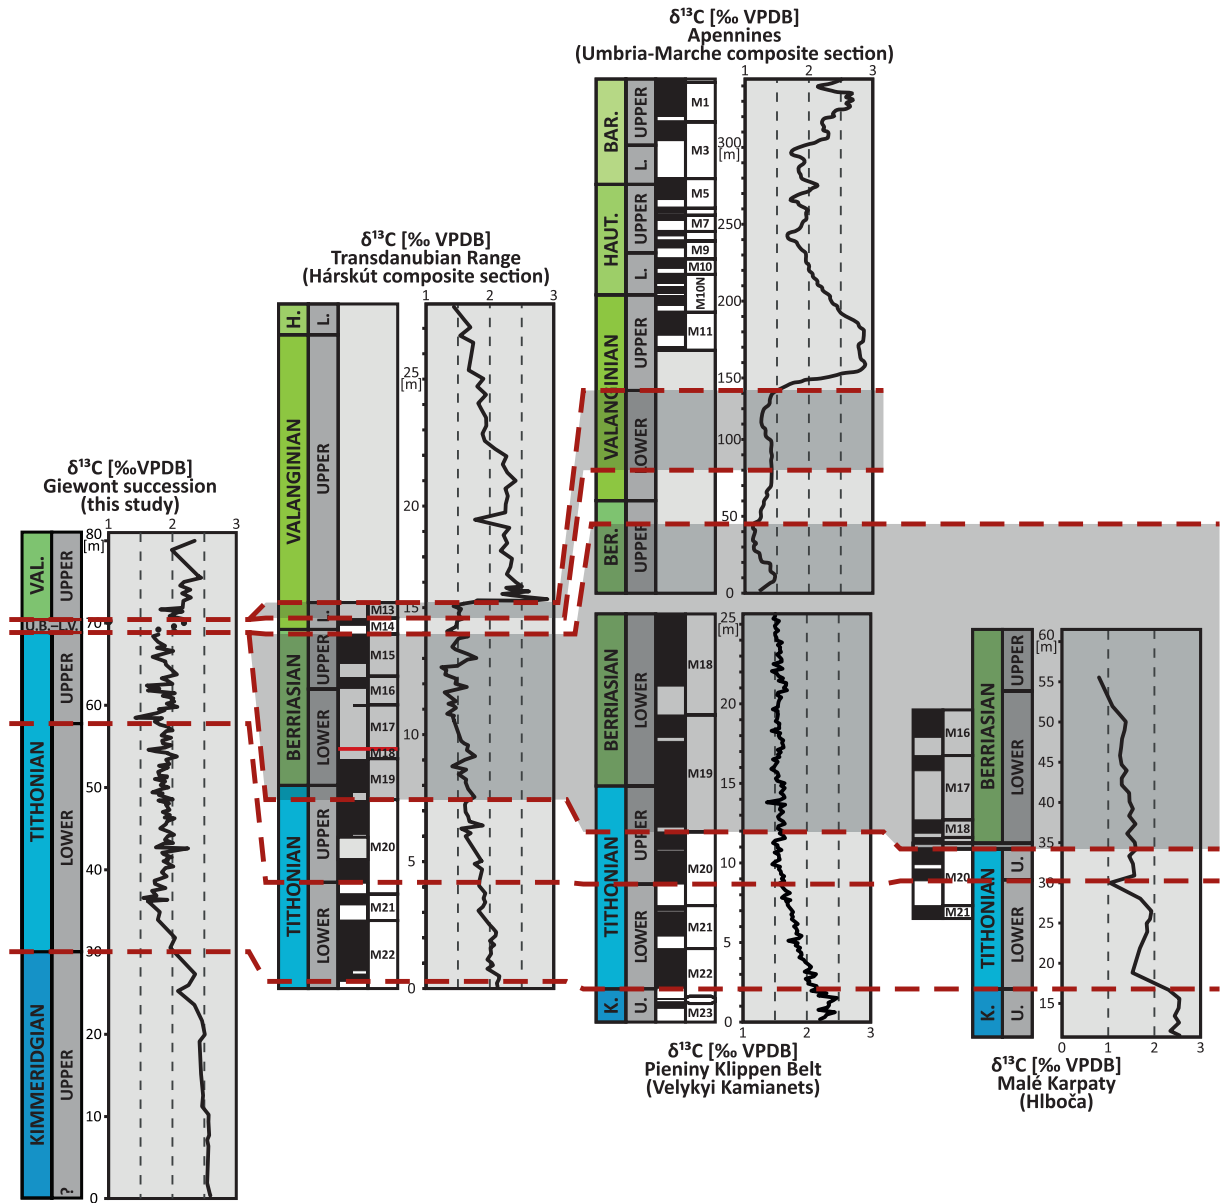 δ¹³C [‰ VPDB]
Apennines
(Umbria-Marche composite section)
1 2 3
BAR.
UPPER
L.
HAUT.
UPPER
L.
VALANGINIAN
UPPER
LOWER
BER.
UPPER
M1
M3
M5
M7
M9
M10
M10N
M11
300
[m]
250
200
150
100
50
0
δ¹³C [‰ VPDB]
Transdanubian Range
(Hárskút composite section)
1 2 3
H.
L.
VALANGINIAN
UPPER
L.
BERRIASIAN
UPPER
LOWER
TITHONIAN
UPPER
LOWER
M13
M14
M15
M16
M17
M18
M19
M20
M21
M22
25
[m]
20
15
10
5
0
δ¹³C [‰VPDB]
Giewont succession
(this study)
1 2 3
VAL.
UPPER
U.B.–L.V.
TITHONIAN
UPPER
LOWER
KIMMERIDGIAN
UPPER
?
80
[m]
70
60
50
40
30
20
10
0
BERRIASIAN
LOWER
TITHONIAN
UPPER
LOWER
K.
U.
M18
M19
M20
M21
M22
M23
25
[m]
20
15
10
5
0
1 2 3
δ¹³C [‰ VPDB]
Pieniny Klippen Belt
(Velykyi Kamianets)
M16
M17
M18
M20
M21
BERRIASIAN
UPPER
LOWER
TITHONIAN
U.
LOWER
K.
U.
60
[m]
55
50
45
40
35
30
25
20
15
0 1 2 3
δ¹³C [‰ VPDB]
Malé Karpaty
(Hlboča)